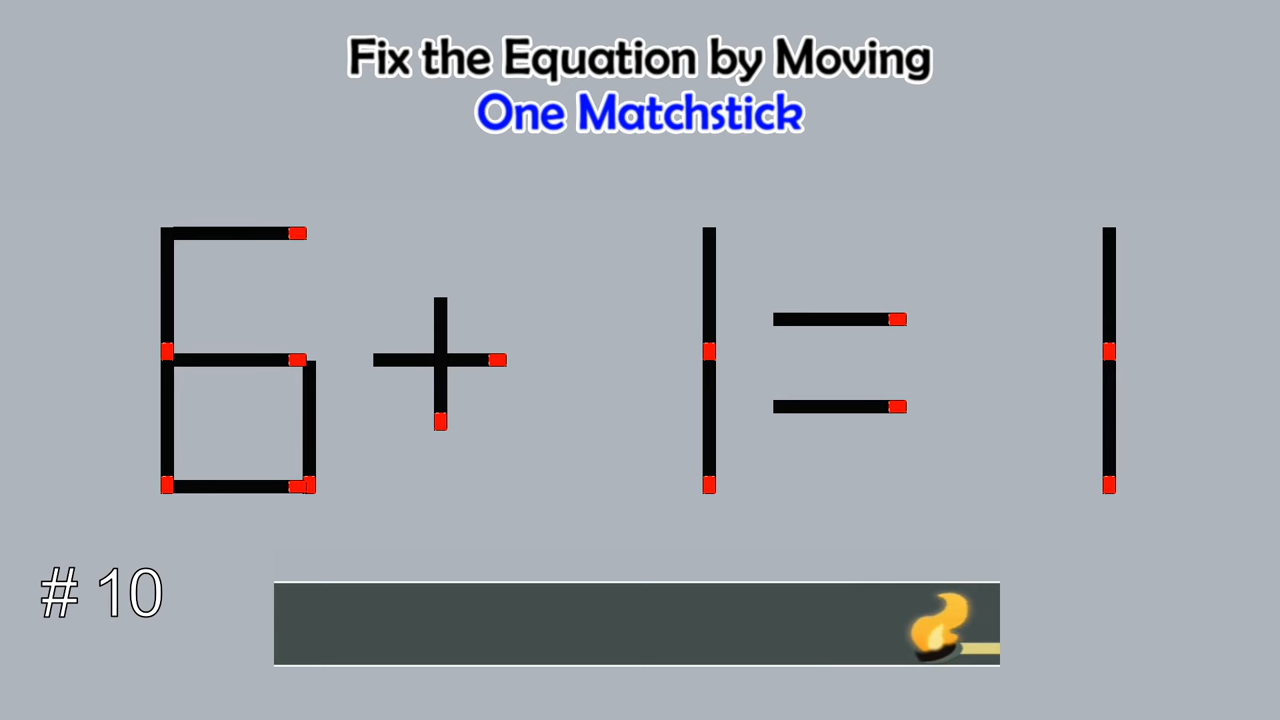 Fix the Equation by Moving
One Matchstick
6 + 1 = 1
# 10